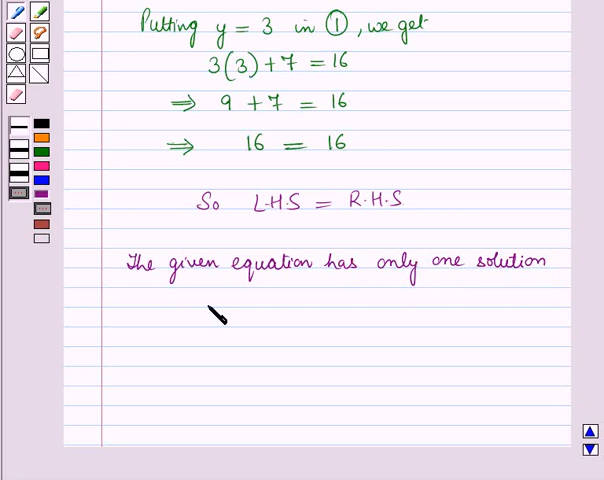 Putting y = 3 in ①, we get
3(3) + 7 = 16
⇒ 9 + 7 = 16
⇒ 16 = 16
So L.H.S = R.H.S
The given equation has only one solution